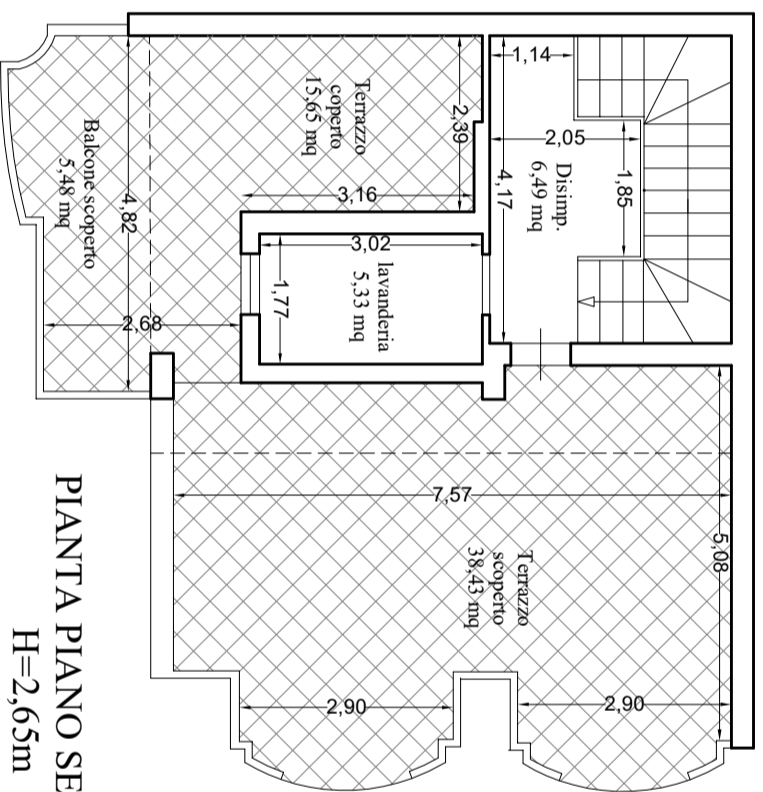 1,14
2,05
Disimp.
6,49 mq
1,85
4,17
Terrazzo
coperto
15,65 mq
2,39
3,16
Balcone scoperto
5,48 mq
4,82
2,68
3,02
lavanderia
5,33 mq
1,77
7,57
5,08
Terrazzo
scoperto
38,43 mq
2,90
2,90
PIANTA PIANO SE
H=2,65m